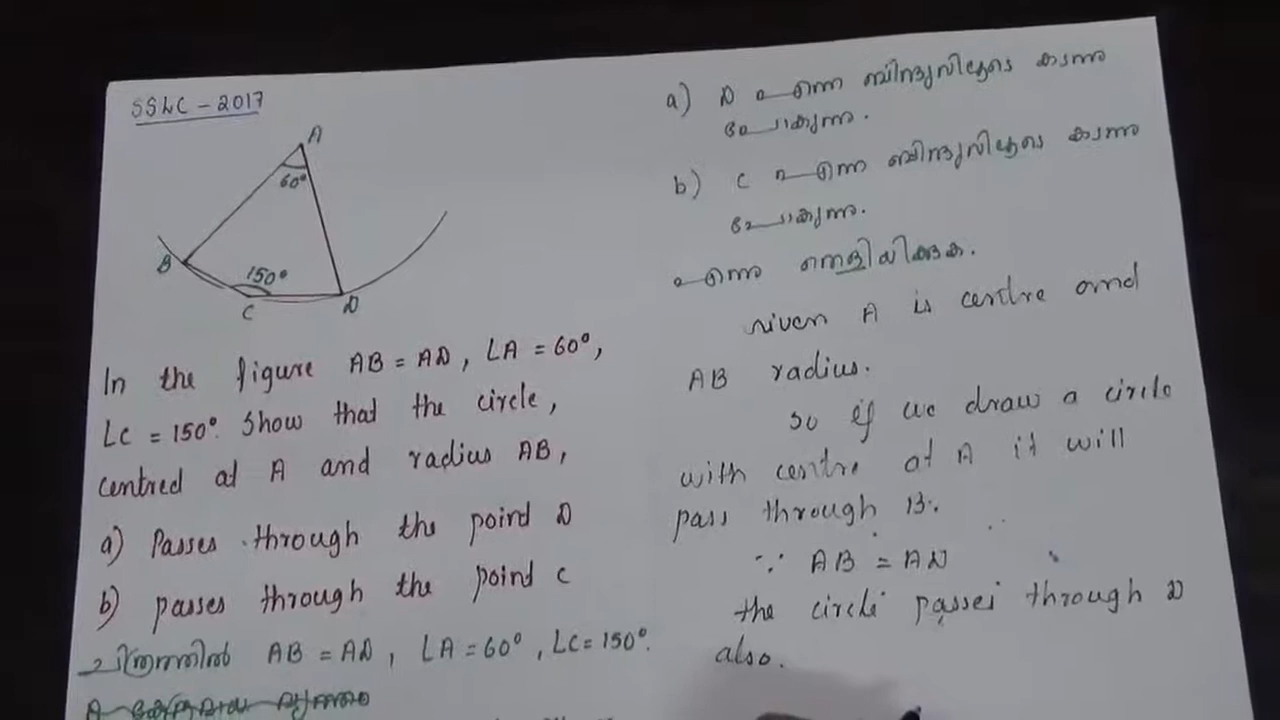 SSLC - 2017
A
60°
B
150°
C
D
In the figure AB = AD, ∠A = 60°,
∠C = 150°. Show that the circle,
centred at A and radius AB,
a) Passes through the point D
b) passes through the point C
ചിത്രത്തിൽ AB = AD, ∠A = 60°, ∠C = 150°.
A
a) D എന്ന ബിന്ദുവിലൂടെ കടന്നു
പോകുന്നു.
b) C എന്ന ബിന്ദുവിലൂടെ കടന്നു
പോകുന്നു.
എന്നു തെളിയിക്കുക.
Given A is centre and
AB radius.
So if we draw a circle
with centre at A it will
pass through B.
∵ AB = AD
the circle passes through D
also.